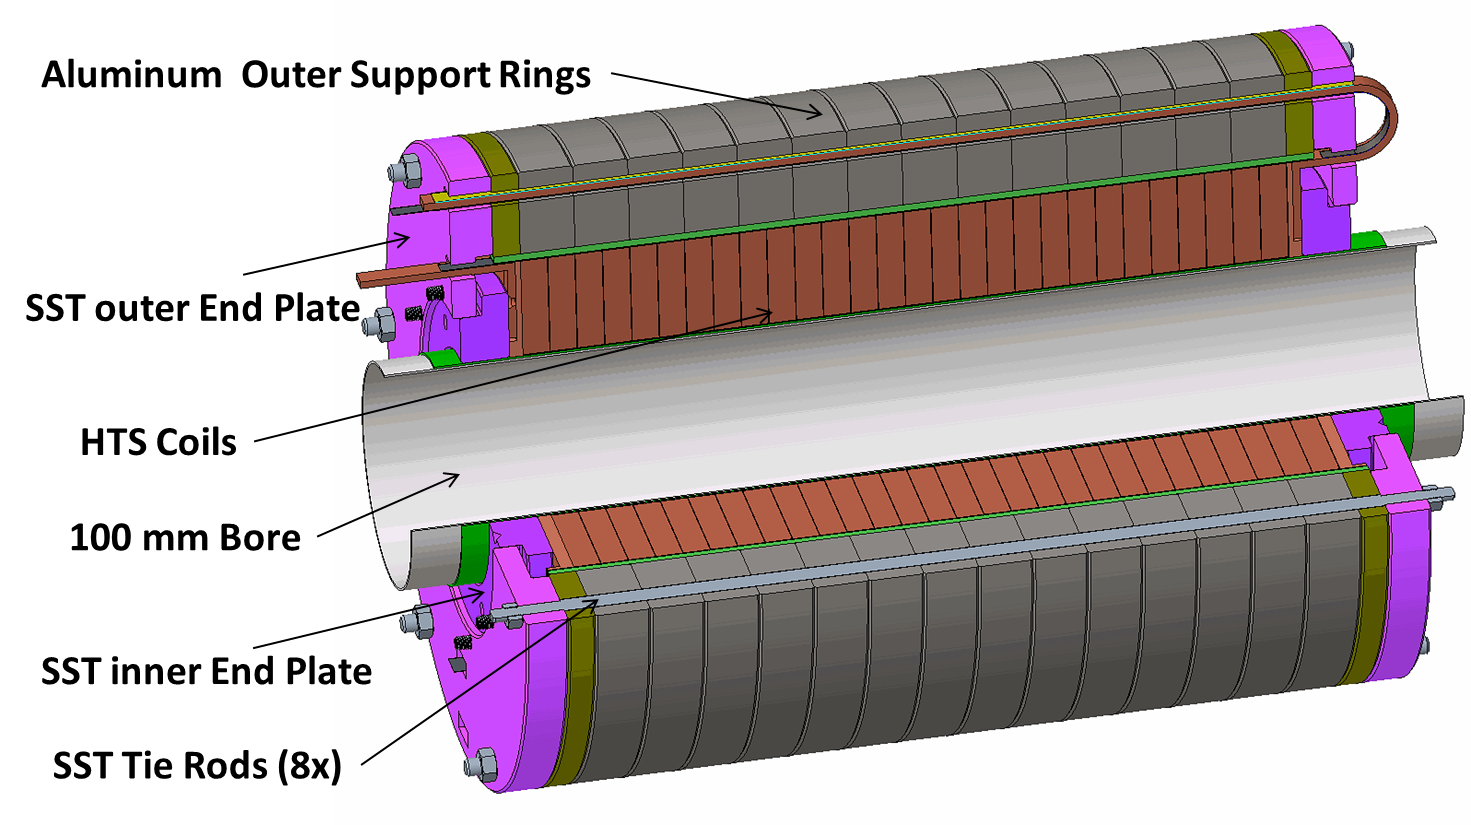 Aluminum  Outer Support Rings
SST outer End Plate
HTS Coils
100 mm Bore
SST inner End Plate
SST Tie Rods (8x)